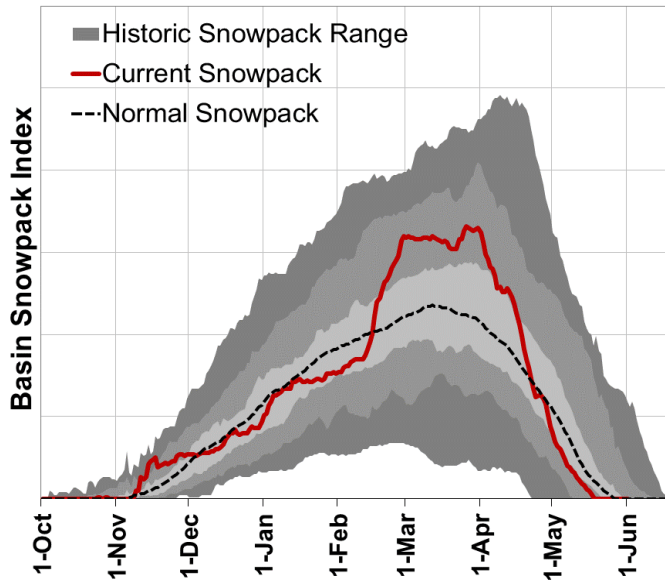 Historic Snowpack Range
Current Snowpack
Normal Snowpack
Basin Snowpack Index
1-Oct
1-Nov
1-Dec
1-Jan
1-Feb
1-Mar
1-Apr
1-May
1-Jun